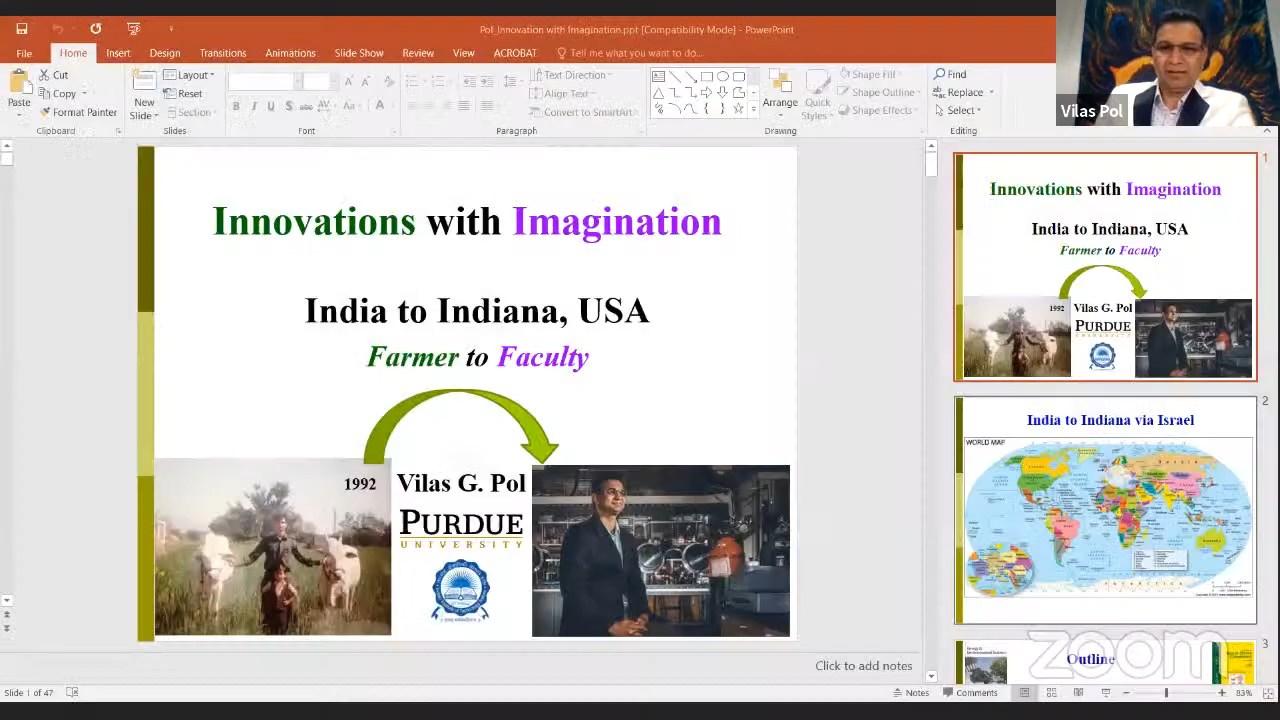 Pol_Innovation with Imagination.ppt [Compatibility Mode] - PowerPoint
File Home Insert Design Transitions Animations Slide Show Review View ACROBAT Tell me what you want to do...
Vilas Pol
Paste
Cut
Copy
Format Painter
Clipboard
New
Slide
Layout
Reset
Section
Slides
Font
Text Direction
Align Text
Convert to SmartArt
Paragraph
Arrange
Quick
Styles
Shape Fill
Shape Outline
Shape Effects
Drawing
Find
Replace
Select
Editing
Innovations with Imagination
India to Indiana, USA
Farmer to Faculty
1992
Vilas G. Pol
PURDUE
UNIVERSITY
Click to add notes
1
Innovations with Imagination
India to Indiana, USA
Farmer to Faculty
1992
Vilas G. Pol
PURDUE
UNIVERSITY
2
India to Indiana via Israel
WORLD MAP
3
Outline
zoom
Slide 1 of 47
Notes
Comments
83%